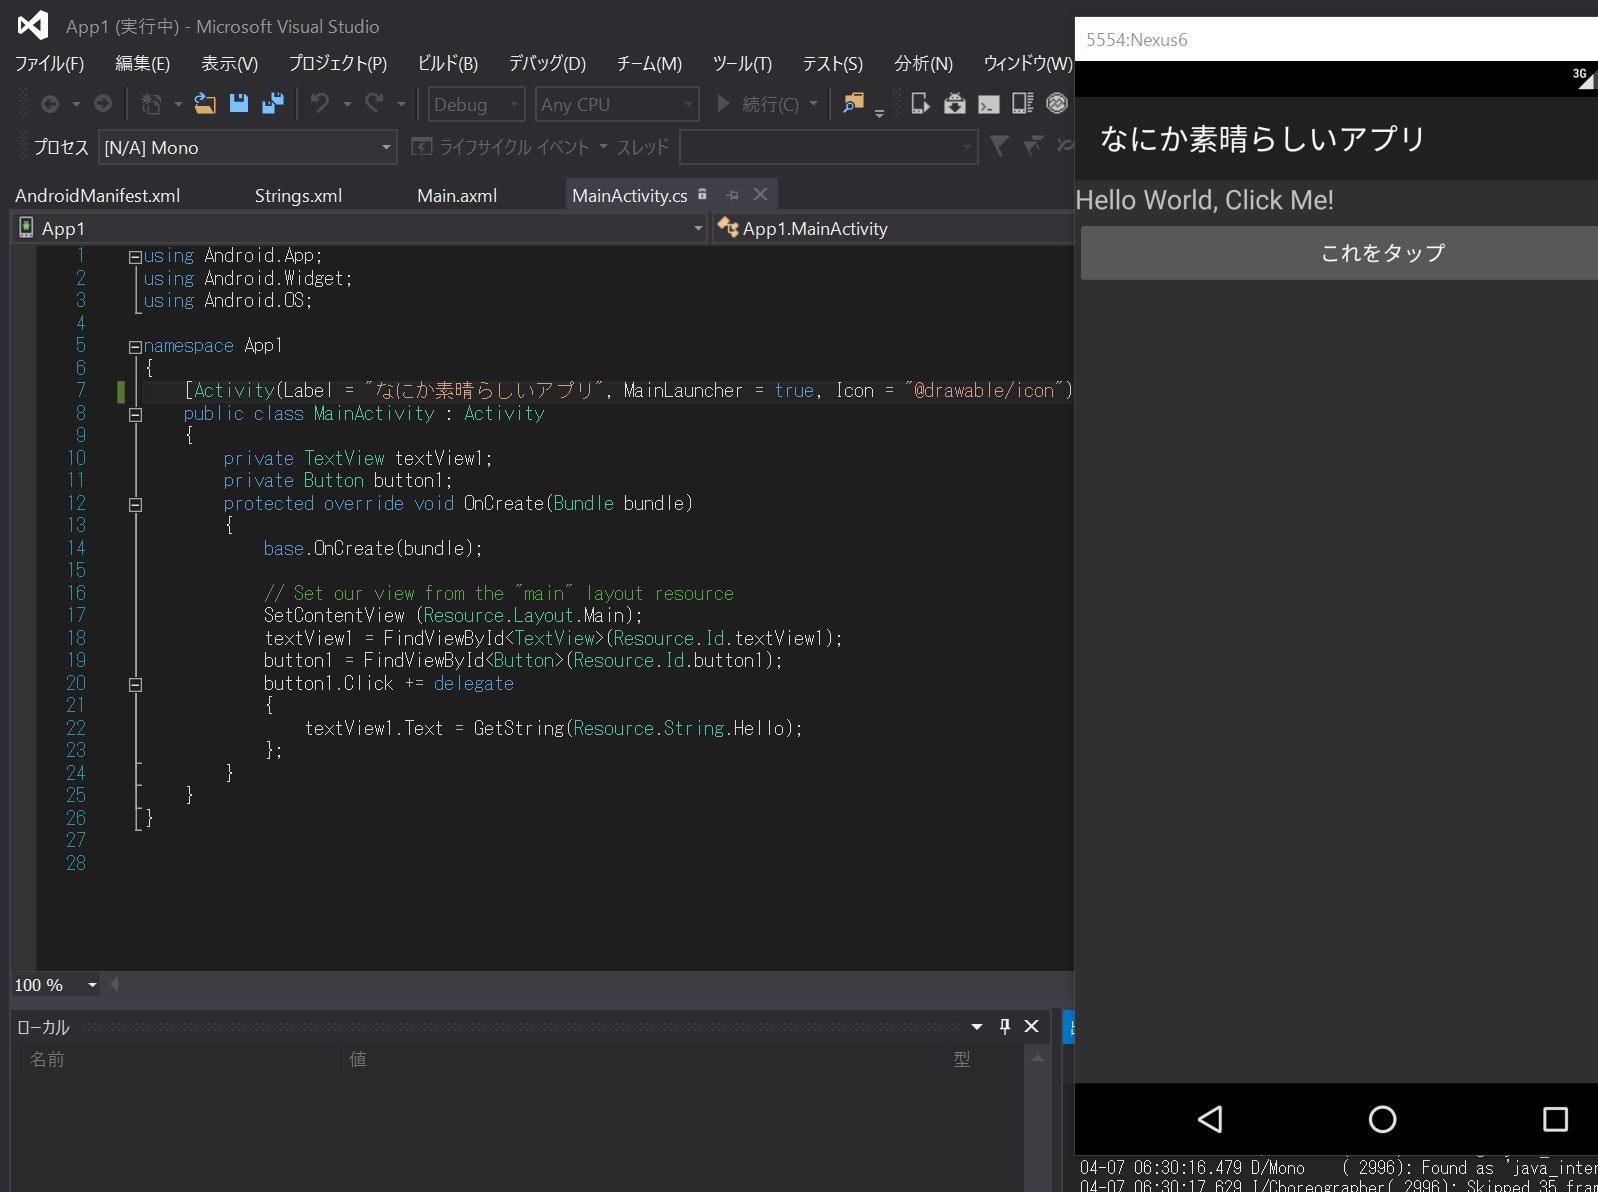 App1 (実行中) - Microsoft Visual Studio
ファイル(F) 編集(E) 表示(V) プロジェクト(P) ビルド(B) デバッグ(D) チーム(M) ツール(T) テスト(S) 分析(N) ウィンドウ(W)
Debug Any CPU 続行(C)
プロセス [N/A] Mono ライフサイクル イベント スレッド
AndroidManifest.xml Strings.xml Main.axml MainActivity.cs
App1 App1.MainActivity
1 using Android.App;
2 using Android.Widget;
3 using Android.OS;
4
5 namespace App1
6 {
7 [Activity(Label = "なにか素晴らしいアプリ", MainLauncher = true, Icon = "@drawable/icon")
8 public class MainActivity : Activity
9 {
10 private TextView textView1;
11 private Button button1;
12 protected override void OnCreate(Bundle bundle)
13 {
14 base.OnCreate(bundle);
15
16 // Set our view from the "main" layout resource
17 SetContentView (Resource.Layout.Main);
18 textView1 = FindViewById<TextView>(Resource.Id.textView1);
19 button1 = FindViewById<Button>(Resource.Id.button1);
20 button1.Click += delegate
21 {
22 textView1.Text = GetString(Resource.String.Hello);
23 };
24 }
25 }
26 }
27
28
100 %
ローカル
名前 値 型
5554:Nexus6
3G
なにか素晴らしいアプリ
Hello World, Click Me!
これをタップ
04-07 06:30:16.479 D/Mono ( 2996): Found as 'java_inter
04-07 06:30:17.629 I/Choreographer( 2996): Skipped 35 fram